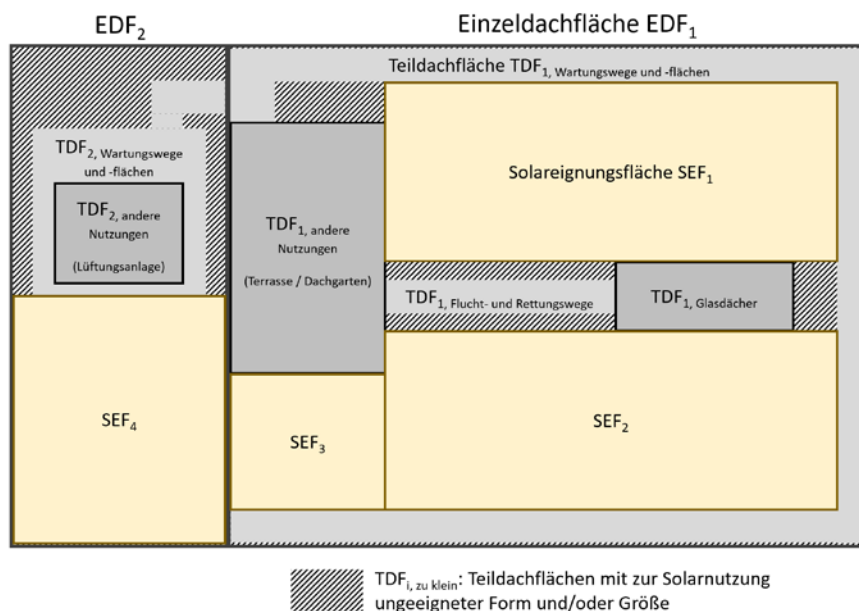 EDF2
Einzeldachfläche EDF1
Teildachfläche TDF1, Wartungswege und -flächen
TDF2, Wartungswege
und -flächen
TDF2, andere
Nutzungen
(Lüftungsanlage)
TDF1, andere
Nutzungen
(Terrasse / Dachgarten)
Solareignungsfläche SEF1
TDF1, Flucht- und Rettungswege
TDF1, Glasdächer
SEF4
SEF3
SEF2
TDFi, zu klein: Teildachflächen mit zur Solarnutzung
ungeeigneter Form und/oder Größe